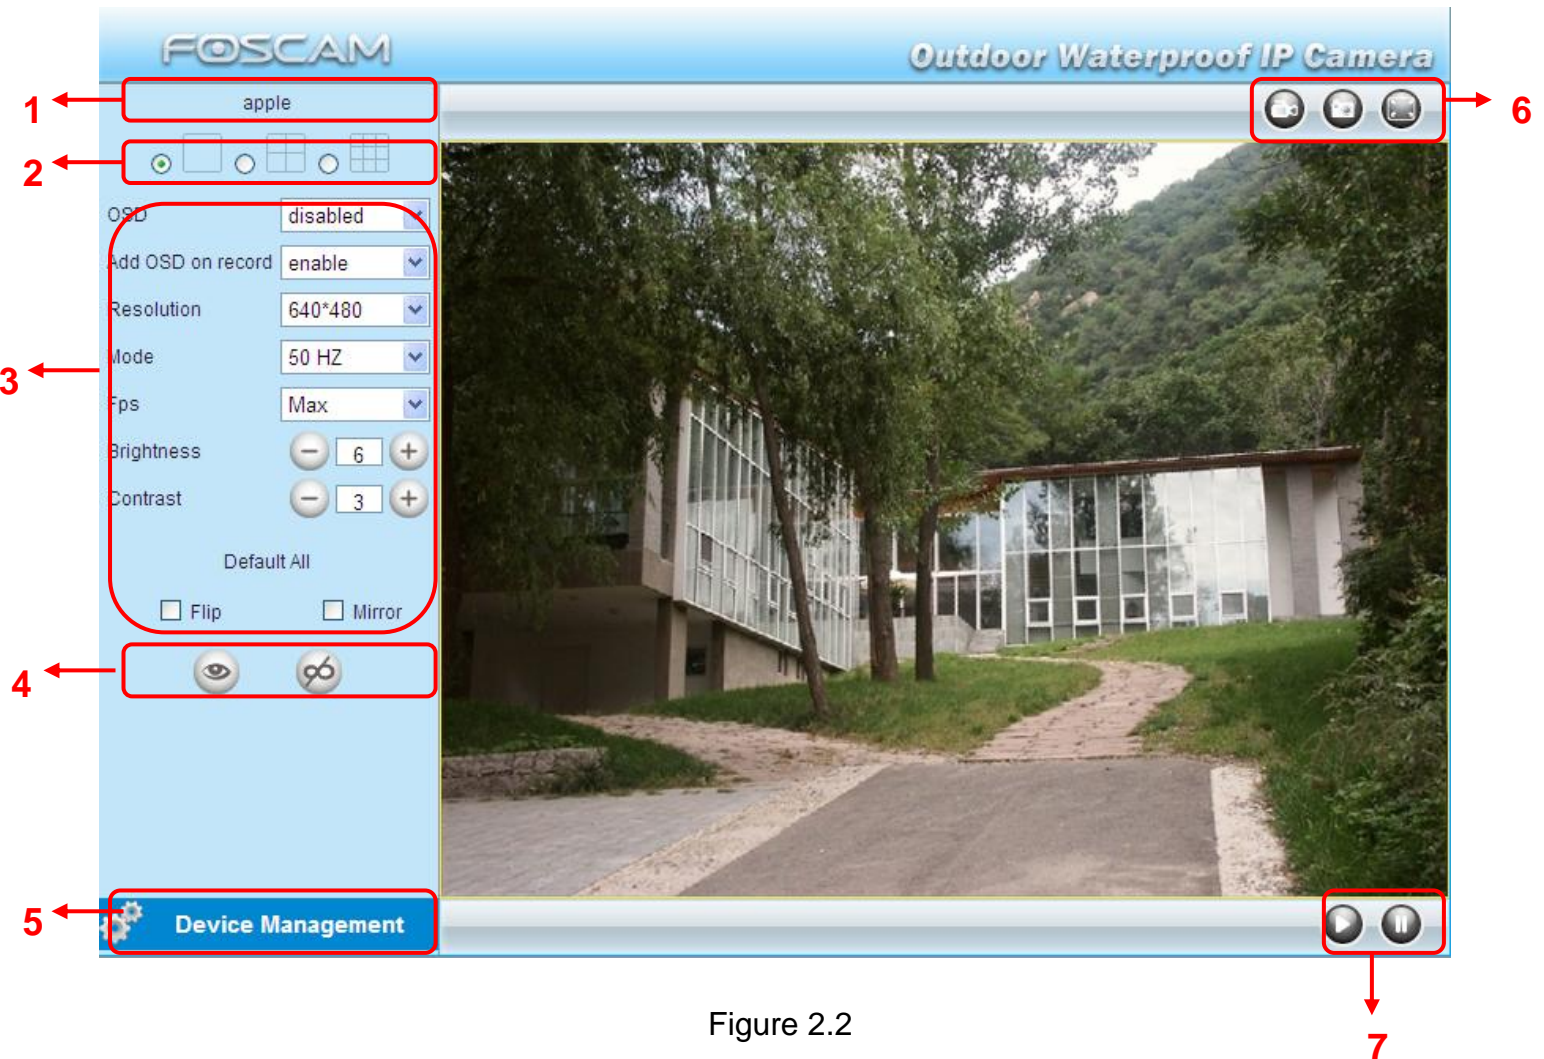 FOSCAM
Outdoor Waterproof IP Camera
1
apple
6
2
OSD
disabled
Add OSD on record
enable
Resolution
640*480
Mode
50 HZ
3
Fps
Max
Brightness
6
Contrast
3
Default All
Flip
Mirror
4
5
Device Management
Figure 2.2
7